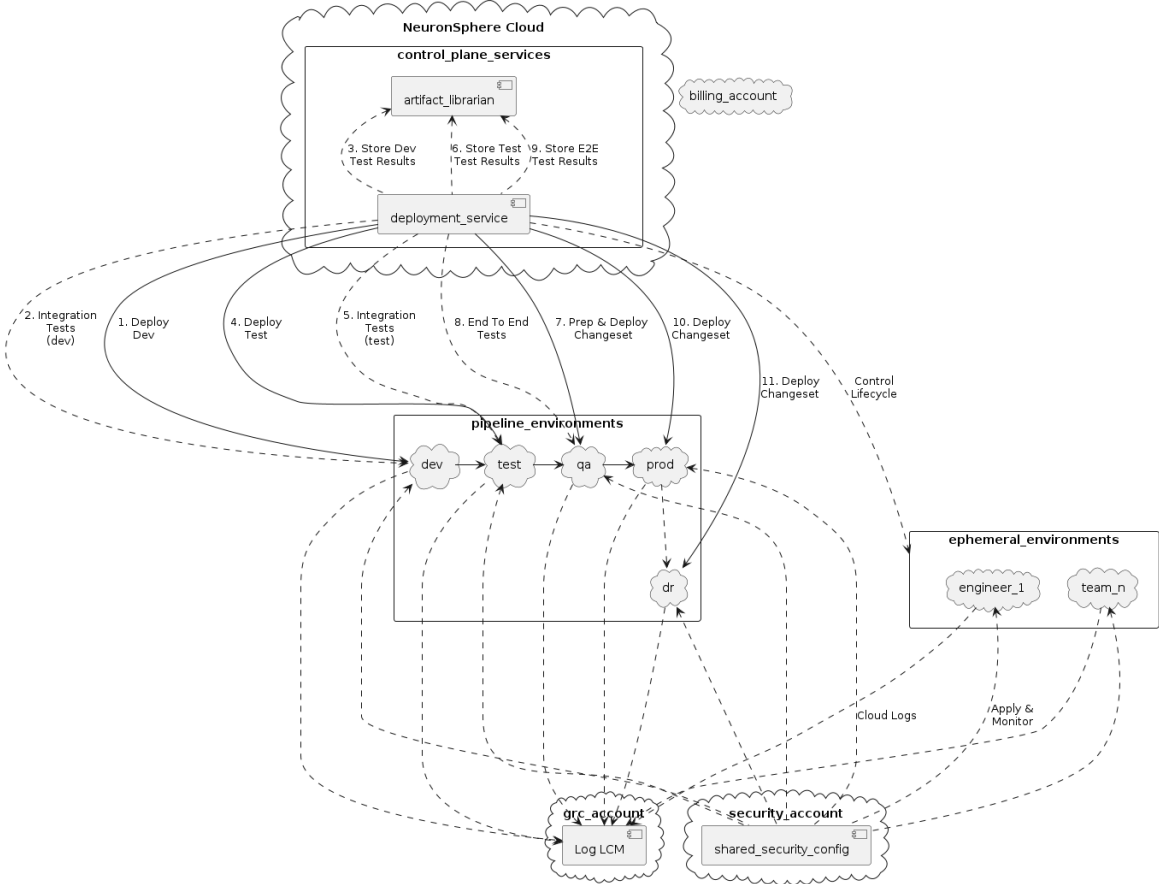 NeuronSphere Cloud
control_plane_services
artifact_librarian
billing_account
3. Store Dev
Test Results
6. Store Test
Test Results
9. Store E2E
Test Results
deployment_service
2. Integration
Tests
(dev)
1. Deploy
Dev
4. Deploy
Test
5. Integration
Tests
(test)
8. End To End
Tests
7. Prep & Deploy
Changeset
10. Deploy
Changeset
11. Deploy
Changeset
Control
Lifecycle
pipeline_environments
dev
test
qa
prod
dr
ephemeral_environments
engineer_1
team_n
Cloud Logs
Apply &
Monitor
grc_account
Log LCM
security_account
shared_security_config